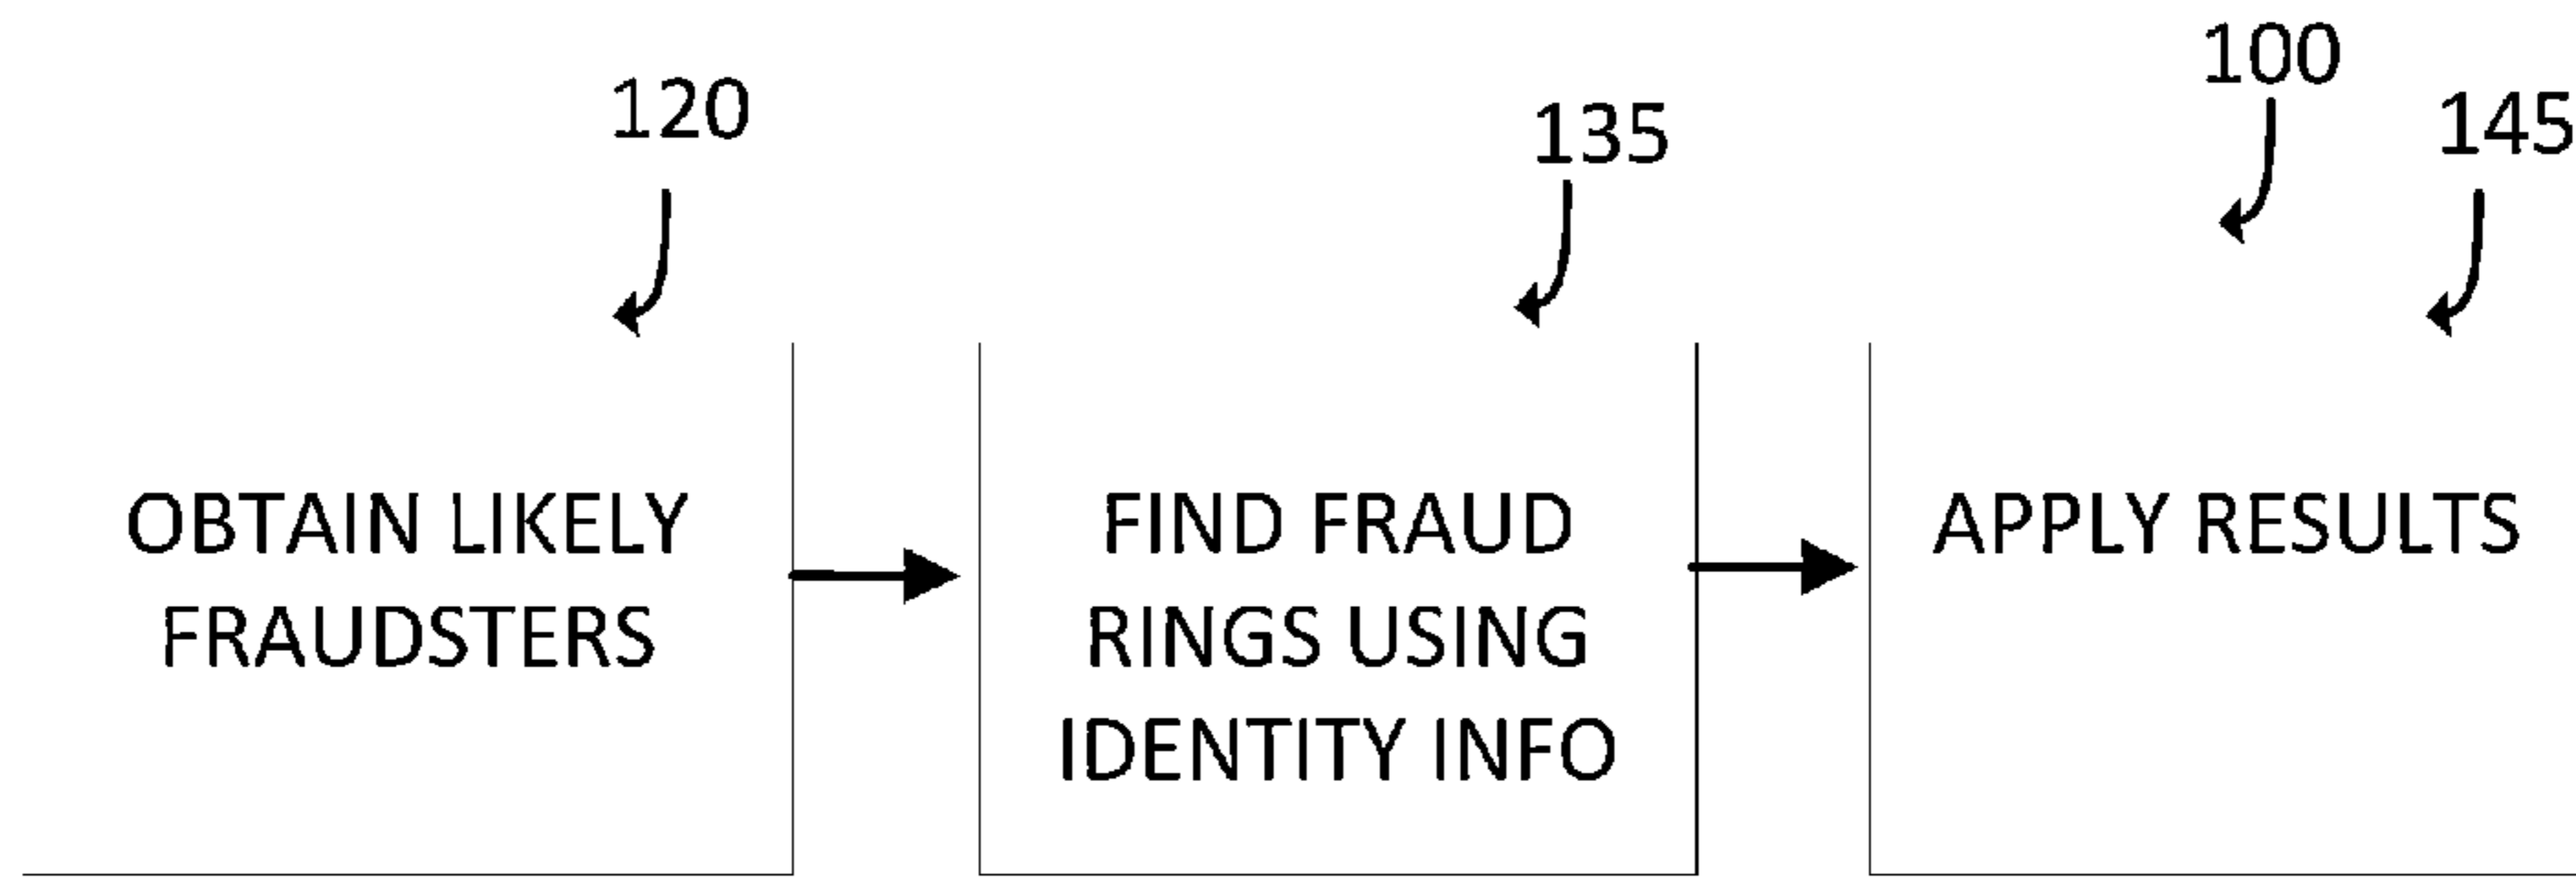 120
135
100
145
OBTAIN LIKELY
FRAUDSTERS
FIND FRAUD
RINGS USING
IDENTITY INFO
APPLY RESULTS